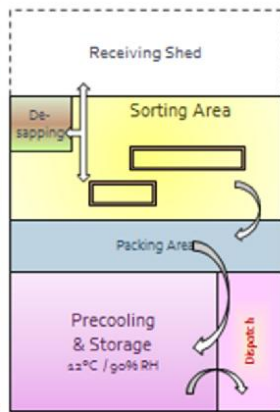 Receiving Shed
De-
sapping
Sorting Area
Packing Area
Precooling
& Storage
12°C / 90% RH
Dispatch